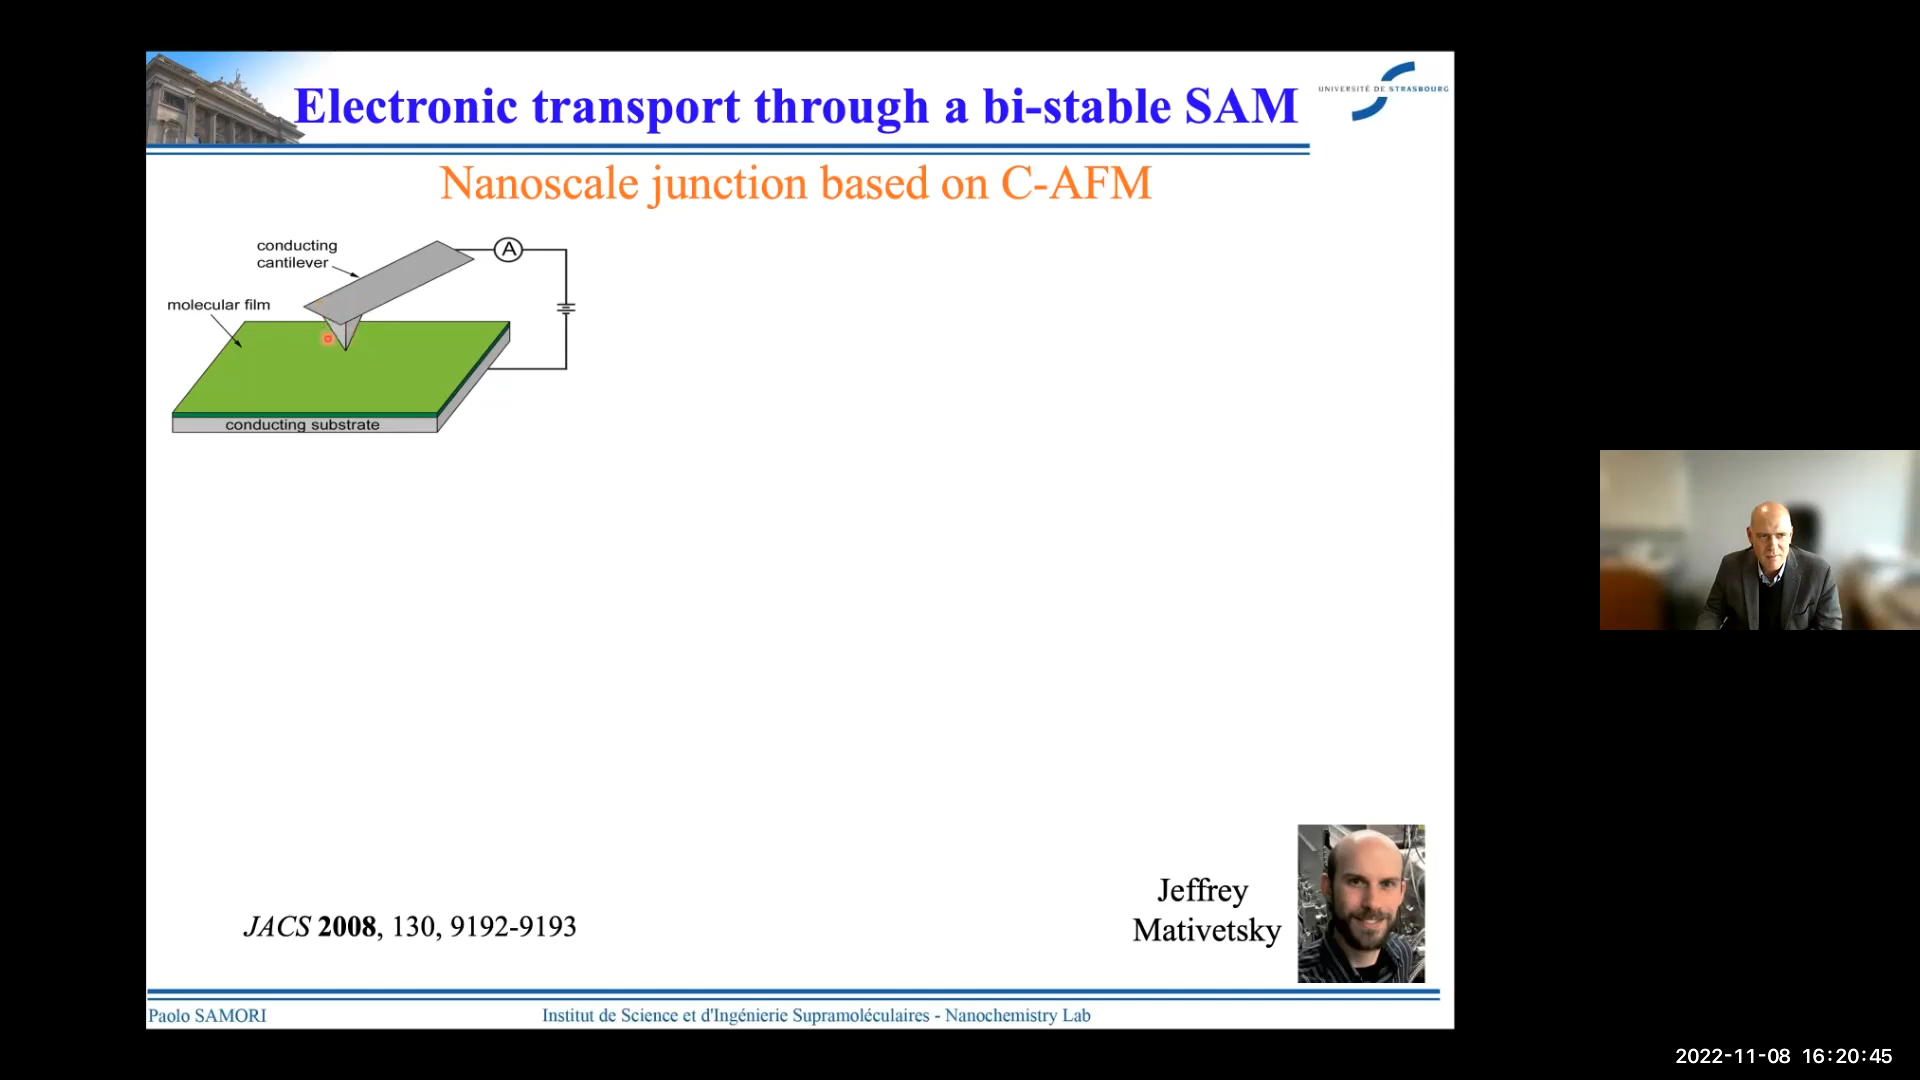 Electronic transport through a bi-stable SAM
UNIVERSITÉ DE STRASBOURG
Nanoscale junction based on C-AFM
conducting
cantilever
A
molecular film
conducting substrate
Jeffrey
Mativetsky
JACS 2008, 130, 9192-9193
Paolo SAMORI
Institut de Science et d'Ingénierie Supramoléculaires - Nanochemistry Lab
2022-11-08 16:20:45